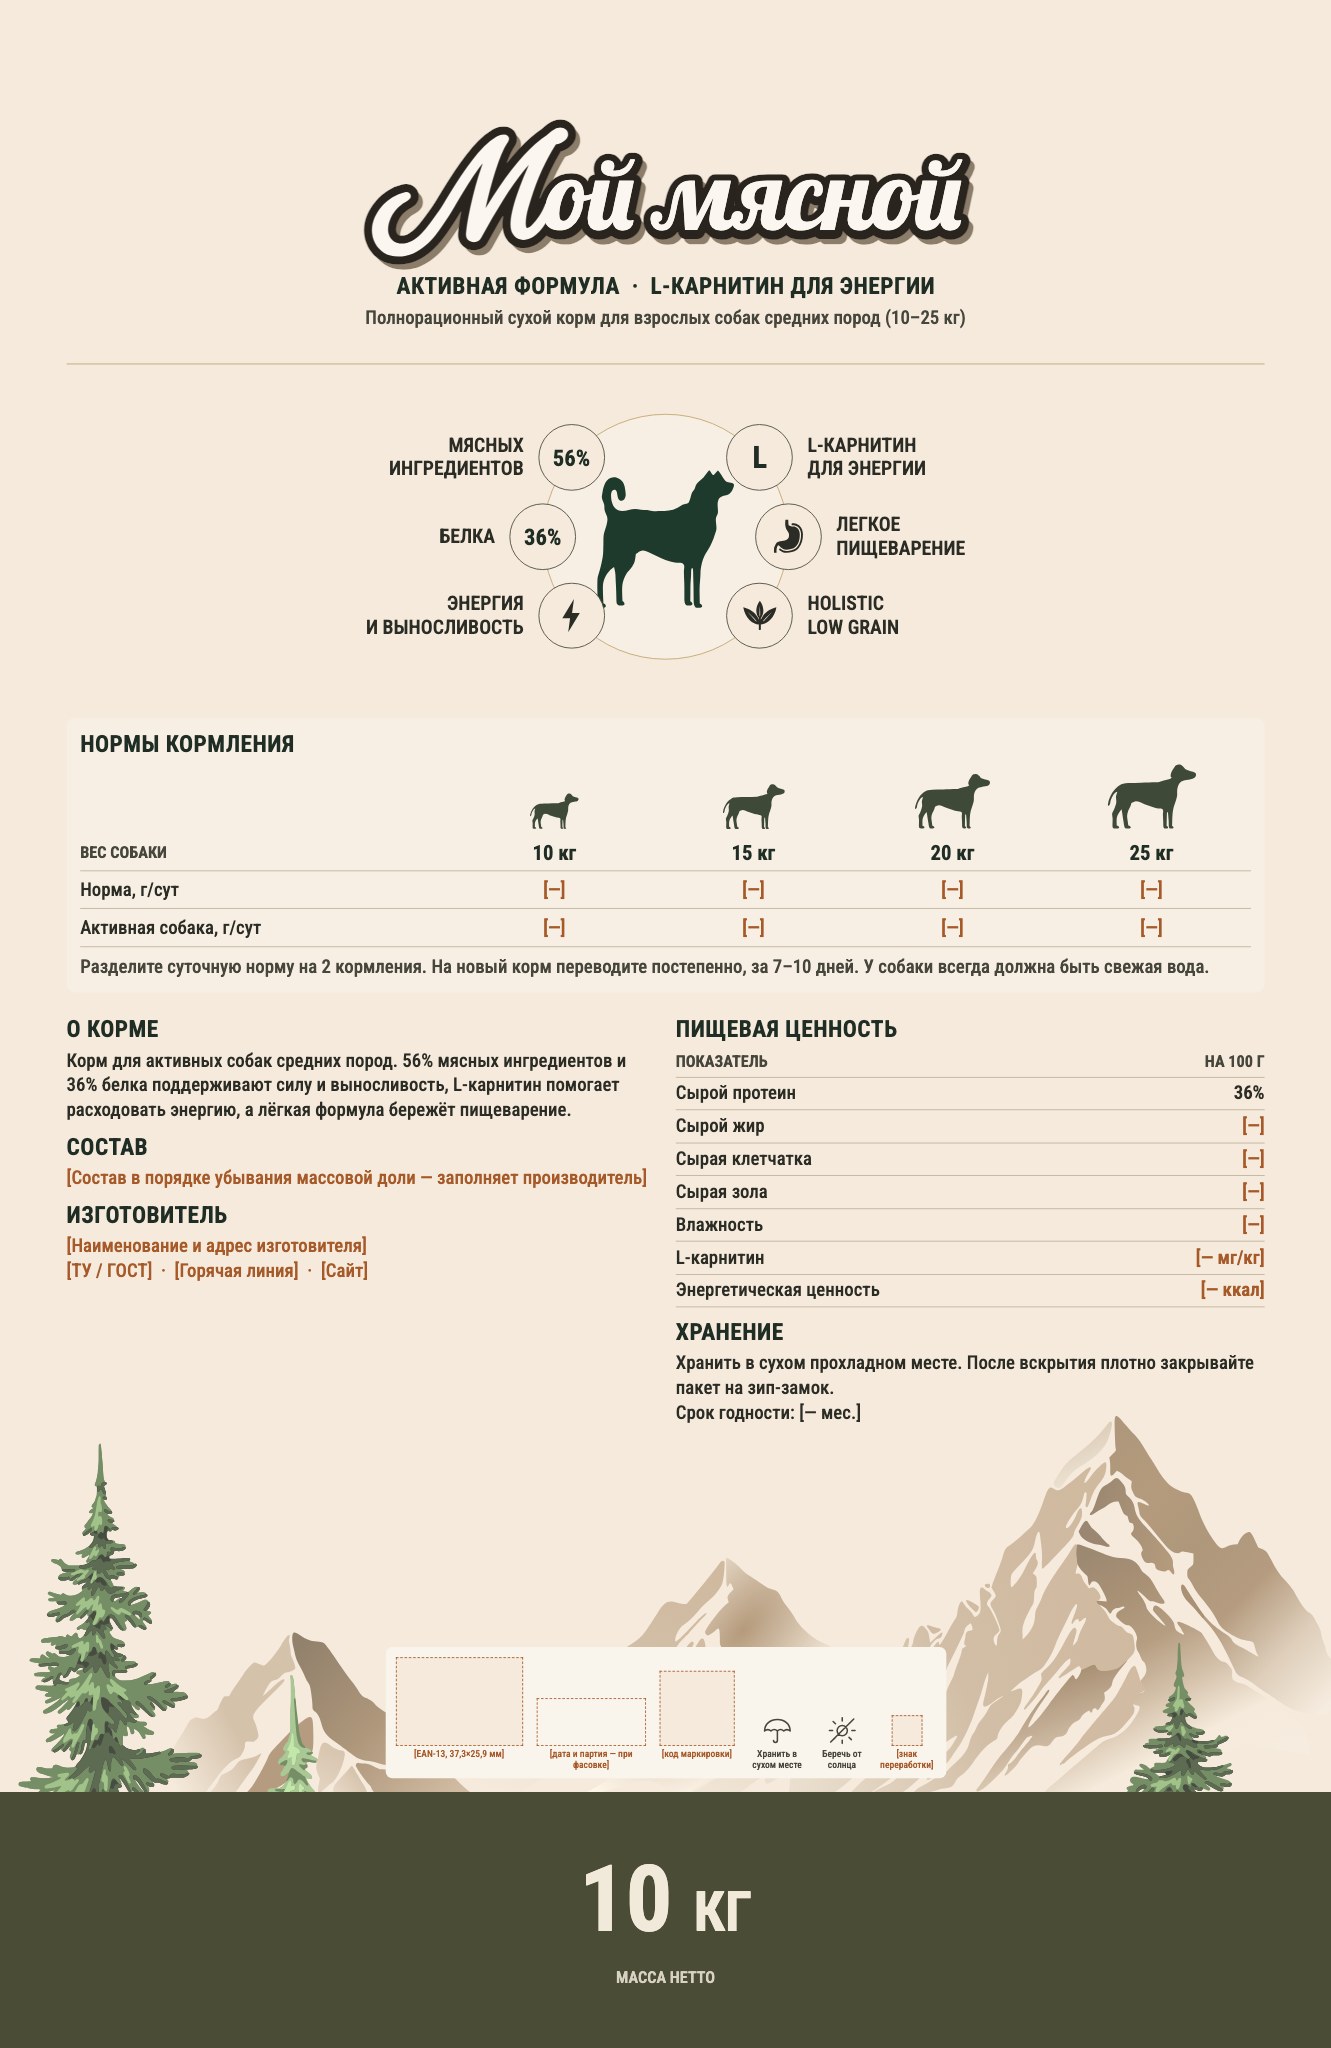 Мой мясной
АКТИВНАЯ ФОРМУЛА · L-КАРНИТИН ДЛЯ ЭНЕРГИИ
Полнорационный сухой корм для взрослых собак средних пород (10–25 кг)
МЯСНЫХ
ИНГРЕДИЕНТОВ
56%
L
L-КАРНИТИН
ДЛЯ ЭНЕРГИИ
БЕЛКА
36%
ЛЕГКОЕ
ПИЩЕВАРЕНИЕ
ЭНЕРГИЯ
И ВЫНОСЛИВОСТЬ
HOLISTIC
LOW GRAIN
НОРМЫ КОРМЛЕНИЯ
ВЕС СОБАКИ 10 кг 15 кг 20 кг 25 кг
Норма, г/сут [—] [—] [—] [—]
Активная собака, г/сут [—] [—] [—] [—]
Разделите суточную норму на 2 кормления. На новый корм переводите постепенно, за 7–10 дней. У собаки всегда должна быть свежая вода.
О КОРМЕ
Корм для активных собак средних пород. 56% мясных ингредиентов и
36% белка поддерживают силу и выносливость, L-карнитин помогает
расходовать энергию, а лёгкая формула бережёт пищеварение.
СОСТАВ
[Состав в порядке убывания массовой доли — заполняет производитель]
ИЗГОТОВИТЕЛЬ
[Наименование и адрес изготовителя]
[ТУ / ГОСТ] · [Горячая линия] · [Сайт]
ПИЩЕВАЯ ЦЕННОСТЬ
ПОКАЗАТЕЛЬ НА 100 Г
Сырой протеин 36%
Сырой жир [—]
Сырая клетчатка [—]
Сырая зола [—]
Влажность [—]
L-карнитин [— мг/кг]
Энергетическая ценность [— ккал]
ХРАНЕНИЕ
Хранить в сухом прохладном месте. После вскрытия плотно закрывайте
пакет на зип-замок.
Срок годности: [— мес.]
[EAN-13, 37,3×25,9 мм]
[дата и партия — при
фасовке]
[код маркировки]
Хранить в
сухом месте
Беречь от
солнца
[знак
переработки]
10 кг
МАССА НЕТТО